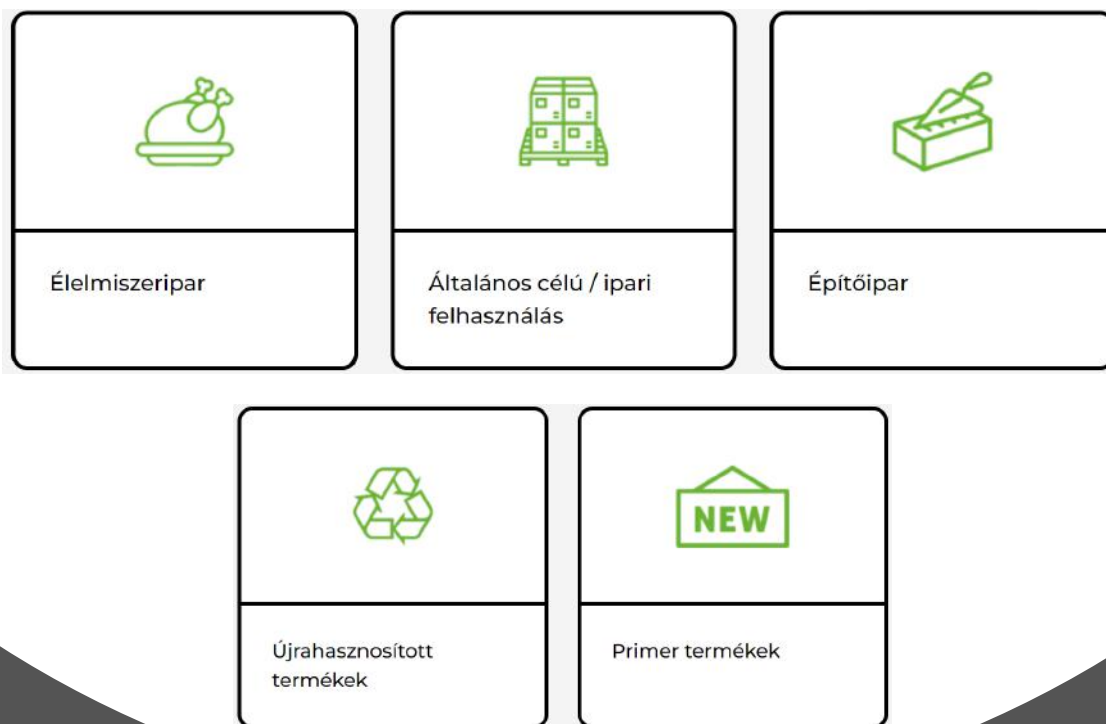 Élelmiszeripar
Általános célú / ipari
felhasználás
Építőipar
NEW
Újrahasznosított
termékek
Primer termékek